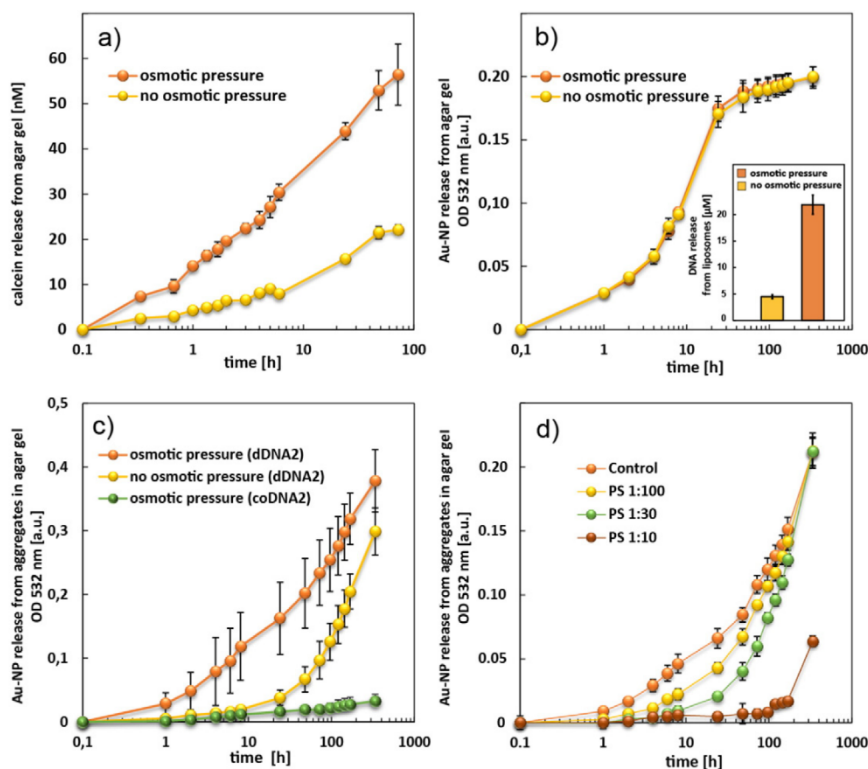 a)
osmotic pressure
no osmotic pressure
calcein release from agar gel [nM]
60
50
40
30
20
10
0
0.1
1
10
100
time [h]
b)
osmotic pressure
no osmotic pressure
Au-NP release from agar gel
OD 532 nm [a.u.]
0.20
0.15
0.10
0.05
0
0.1
1
10
100
1000
time [h]
osmotic pressure
no osmotic pressure
DNA release
from liposomes [µM]
20
15
10
5
0
c)
osmotic pressure (dDNA2)
no osmotic pressure (dDNA2)
osmotic pressure (coDNA2)
Au-NP release from aggregates in agar gel
OD 532 nm [a.u.]
0,5
0,4
0,3
0,2
0,1
0
0,1
1
10
100
1000
time [h]
d)
Control
PS 1:100
PS 1:30
PS 1:10
Au-NP release from aggregates in agar gel
OD 532 nm [a.u.]
0.20
0.15
0.10
0.05
0
0.1
1
10
100
1000
time [h]